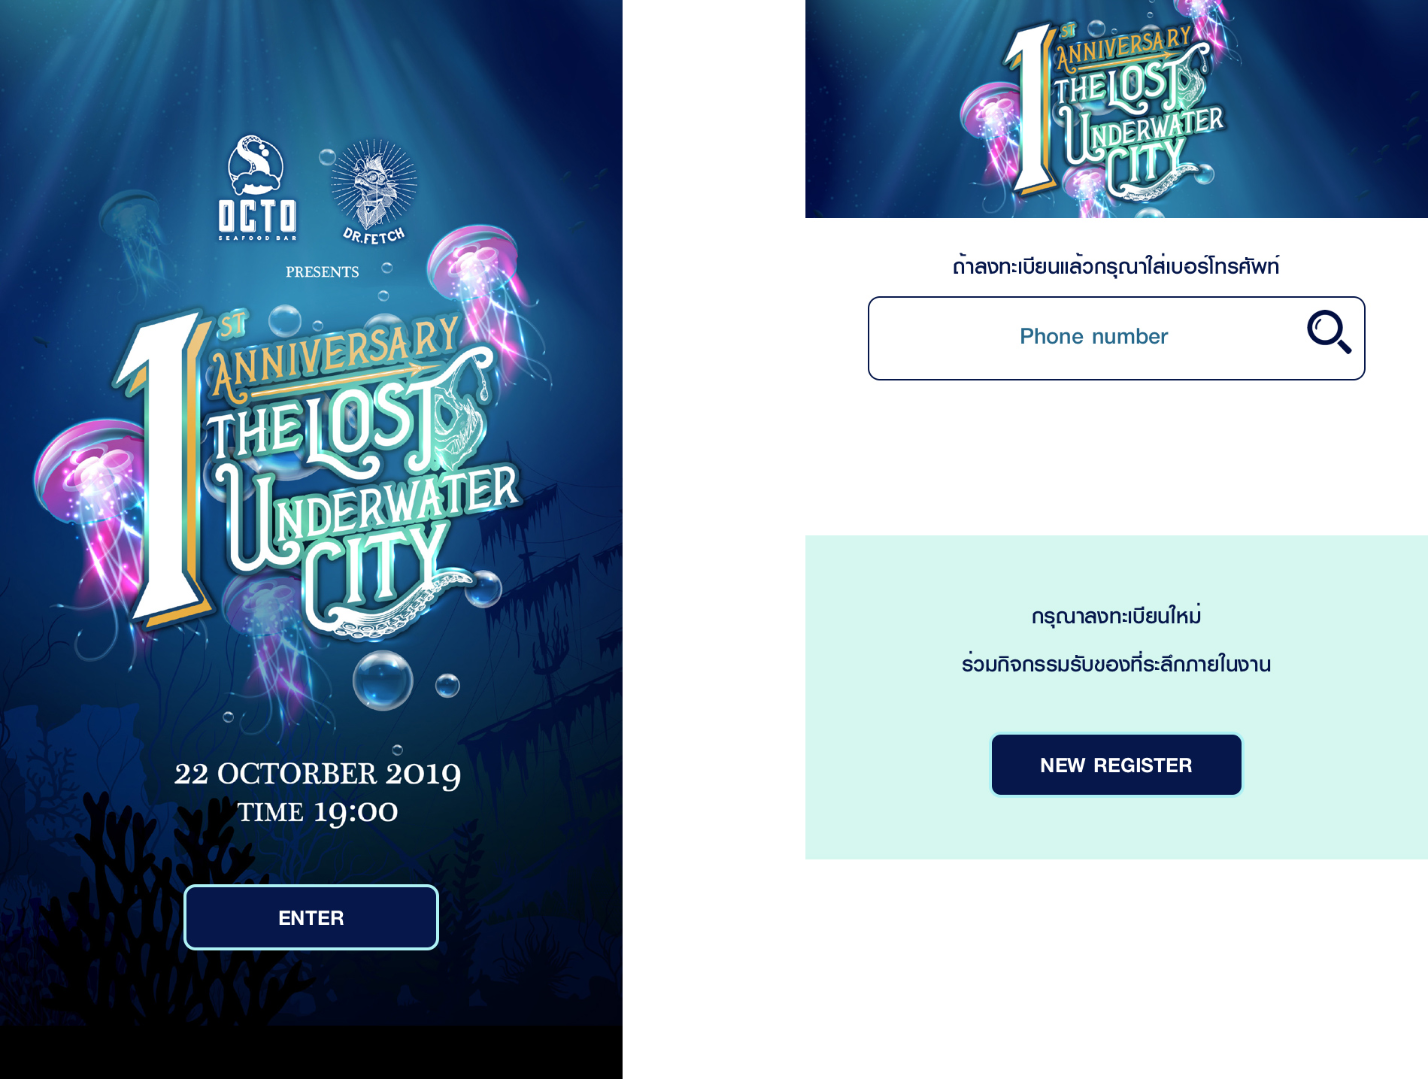 OCTO
SEAFOOD BAR
DR.FETCH
PRESENTS
1ST
ANNIVERSARY
THE LOST
UNDERWATER
CITY
22 OCTORBER 2019
TIME 19:00
ENTER
1ST
ANNIVERSARY
THE LOST
UNDERWATER
CITY
ถ้าลงทะเบียนแล้วกรุณาใส่เบอร์โทรศัพท์
Phone number
กรุณาลงทะเบียนใหม่
ร่วมกิจกรรมรับของที่ระลึกภายในงาน
NEW REGISTER